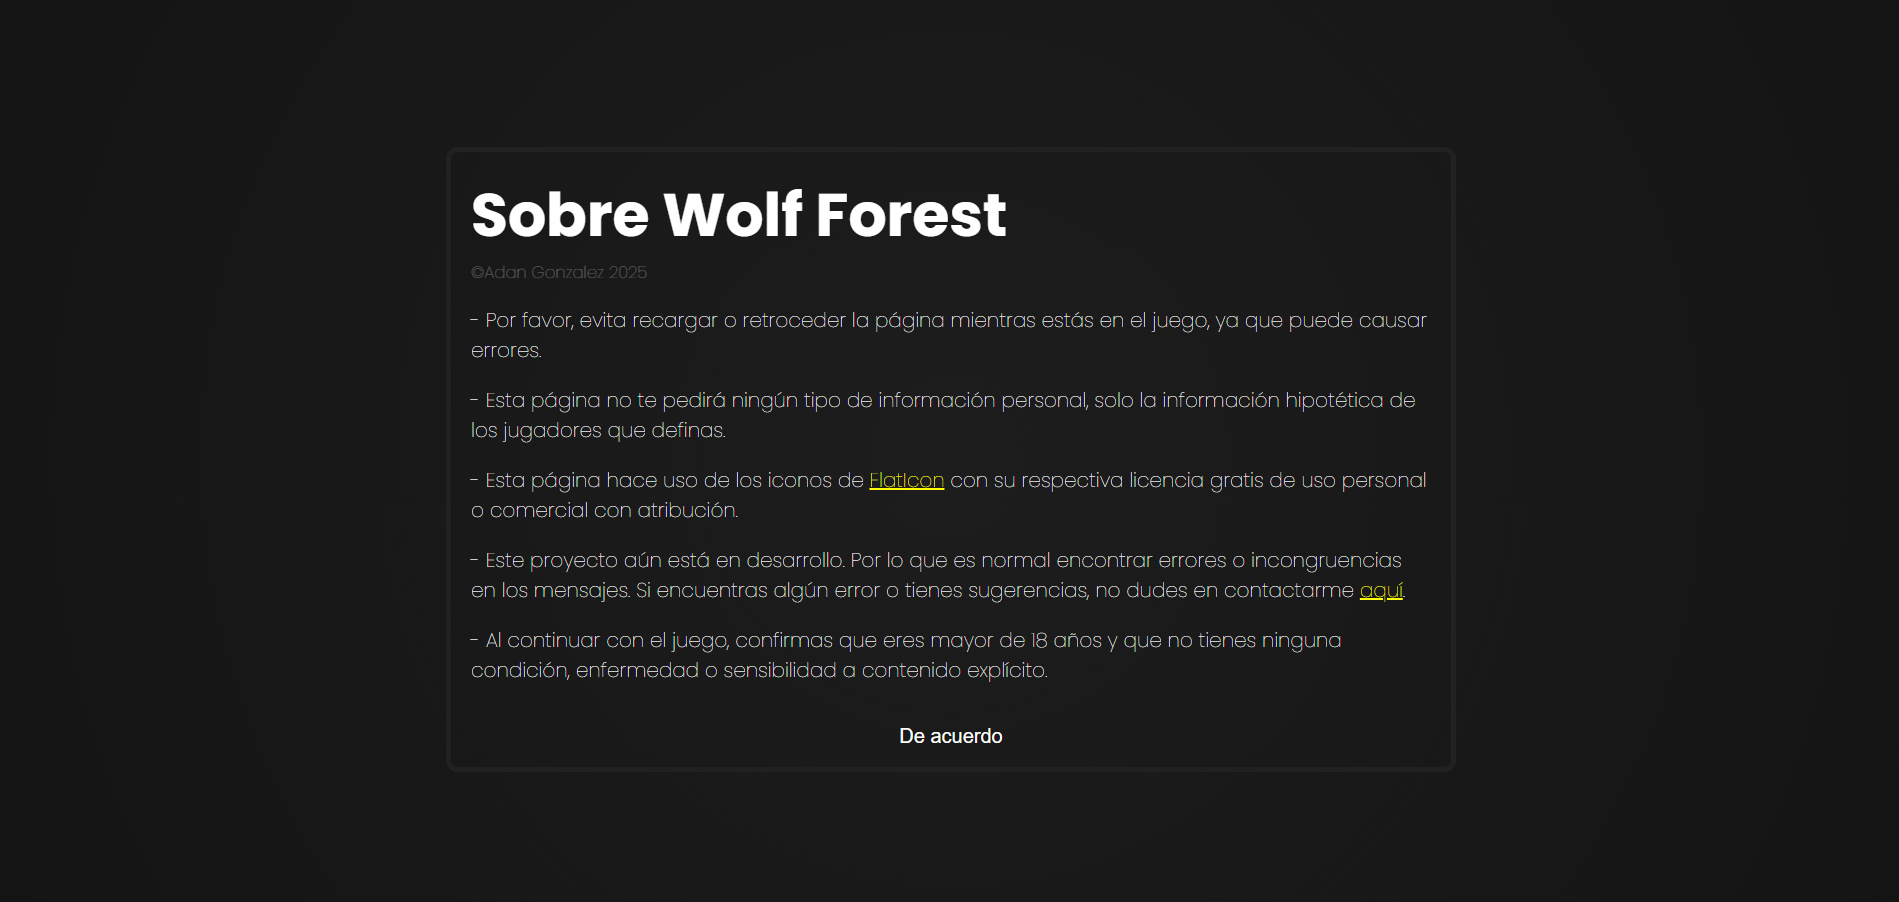 Sobre Wolf Forest
©Adan Gonzalez 2025
- Por favor, evita recargar o retroceder la página mientras estás en el juego, ya que puede causar
errores.
- Esta página no te pedirá ningún tipo de información personal, solo la información hipotética de
los jugadores que definas.
- Esta página hace uso de los iconos de FlatIcon con su respectiva licencia gratis de uso personal
o comercial con atribución.
- Este proyecto aún está en desarrollo. Por lo que es normal encontrar errores o incongruencias
en los mensajes. Si encuentras algún error o tienes sugerencias, no dudes en contactarme aquí.
- Al continuar con el juego, confirmas que eres mayor de 18 años y que no tienes ninguna
condición, enfermedad o sensibilidad a contenido explícito.
De acuerdo